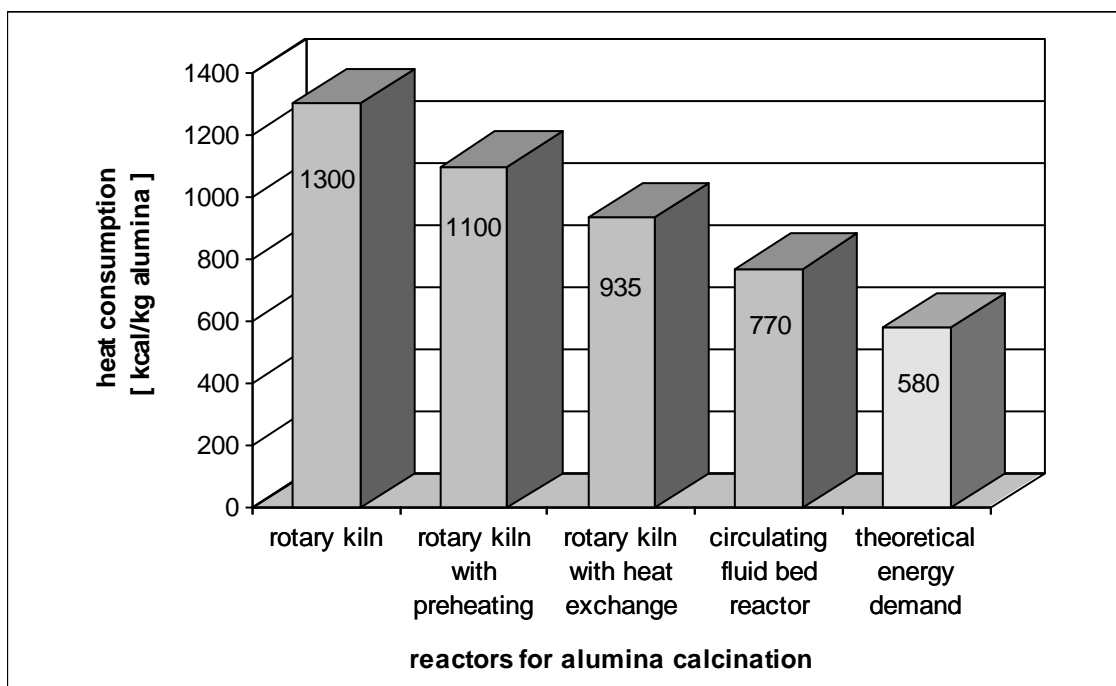 heat consumption
[ kcal/kg alumina ]
1400
1200
1000
800
600
400
200
0
1300
1100
935
770
580
rotary kiln
rotary kiln
with
preheating
rotary kiln
with heat
exchange
circulating
fluid bed
reactor
theoretical
energy
demand
reactors for alumina calcination